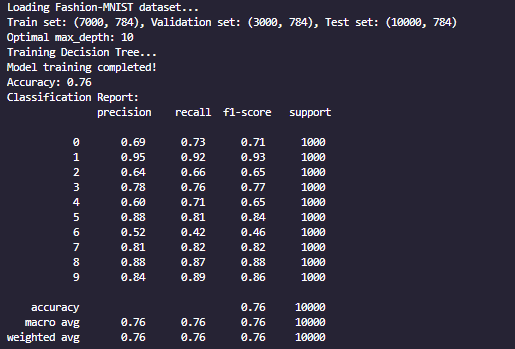 Loading Fashion-MNIST dataset...
Train set: (7000, 784), Validation set: (3000, 784), Test set: (10000, 784)
Optimal max_depth: 10
Training Decision Tree...
Model training completed!
Accuracy: 0.76
Classification Report:
              precision    recall  f1-score   support

           0       0.69      0.73      0.71      1000
           1       0.95      0.92      0.93      1000
           2       0.64      0.66      0.65      1000
           3       0.78      0.76      0.77      1000
           4       0.60      0.71      0.65      1000
           5       0.88      0.81      0.84      1000
           6       0.52      0.42      0.46      1000
           7       0.81      0.82      0.82      1000
           8       0.88      0.87      0.88      1000
           9       0.84      0.89      0.86      1000

    accuracy                           0.76     10000
   macro avg       0.76      0.76      0.76     10000
weighted avg       0.76      0.76      0.76     10000